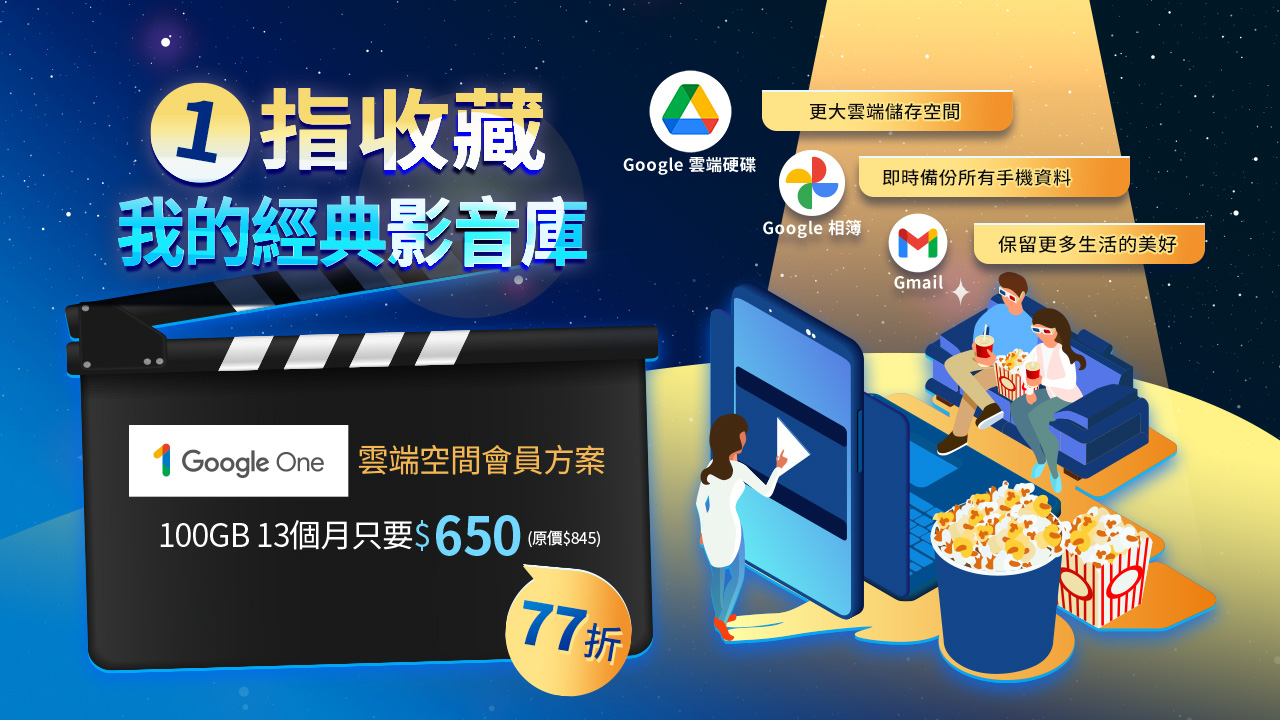 1指收藏
我的經典影音庫
Google 雲端硬碟
更大雲端儲存空間
Google 相簿
即時備份所有手機資料
Gmail
保留更多生活的美好
Google One 雲端空間會員方案
100GB 13個月只要$650 (原價$845)
77折